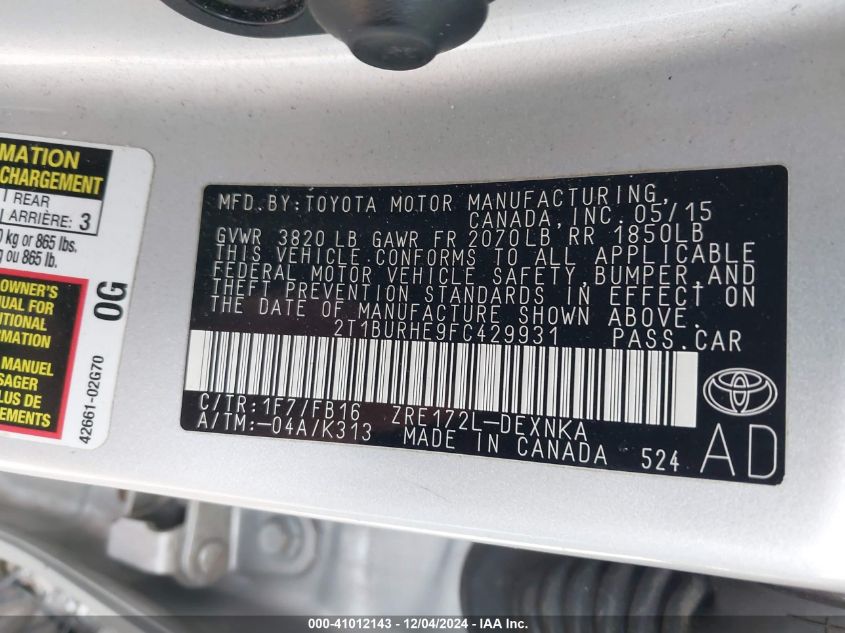 MATION
CHARGEMENT
REAR
ARRIÈRE: 3
kg or 865 lbs.
ou 865 lb.
OWNER'S
UAL FOR
ITIONAL
RMATION
MANUEL
SAGER
LUS DE
EMENTS
0G
42661-02G70
MFD.BY:TOYOTA MOTOR MANUFACTURING,
CANADA, INC. 05/15
GVWR 3820 LB GAWR FR 2070LB RR 1850LB
THIS VEHICLE CONFORMS TO ALL APPLICABLE
FEDERAL MOTOR VEHICLE SAFETY, BUMPER, AND
THEFT PREVENTION STANDARDS IN EFFECT ON
THE DATE OF MANUFACTURE SHOWN ABOVE.
2T1BURHE9FC429931 PASS.CAR
C/TR:1F7/FB16 ZRE172L-DEXNKA
A/TM:-04A/K313 MADE IN CANADA 524
AD
000-41012143 - 12/04/2024 - IAA Inc.